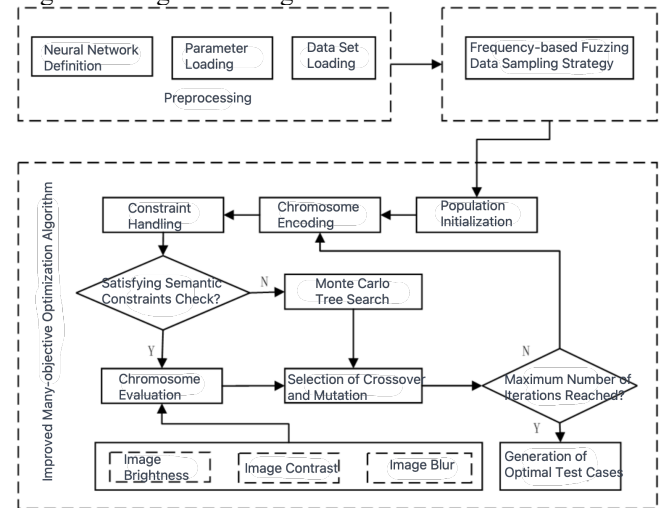 Neural Network
Definition
Parameter
Loading
Data Set
Loading
Preprocessing
Frequency-based Fuzzing
Data Sampling Strategy
Improved Many-objective Optimization Algorithm
Constraint
Handling
Chromosome
Encoding
Population
Initialization
Satisfying Semantic
Constraints Check?
N
Monte Carlo
Tree Search
Y
Chromosome
Evaluation
Selection of Crossover
and Mutation
N
Maximum Number of
Iterations Reached?
Y
Image
Brightness
Image Contrast
Image Blur
Generation of
Optimal Test Cases